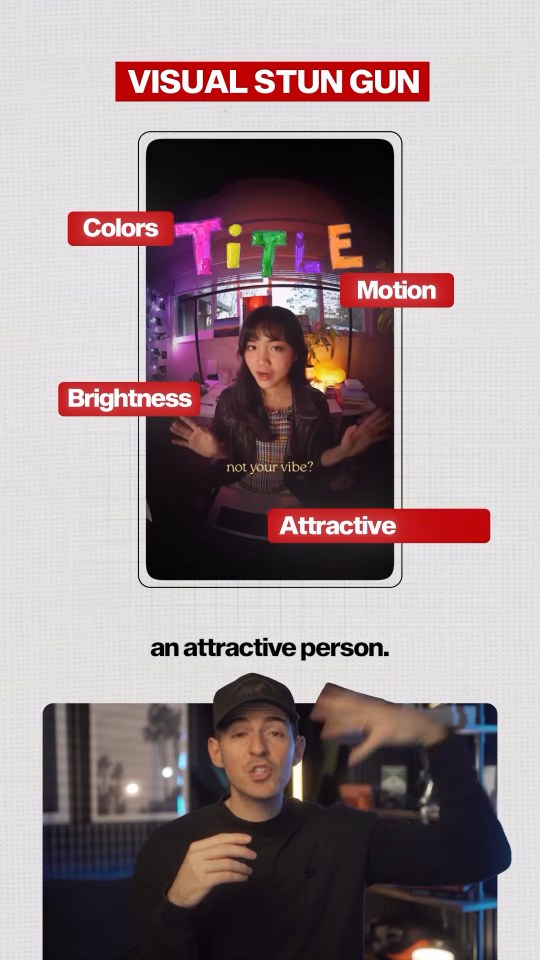 VISUAL STUN GUN
Colors
TiTLE
Motion
Brightness
not your vibe?
Attractive
an attractive person.